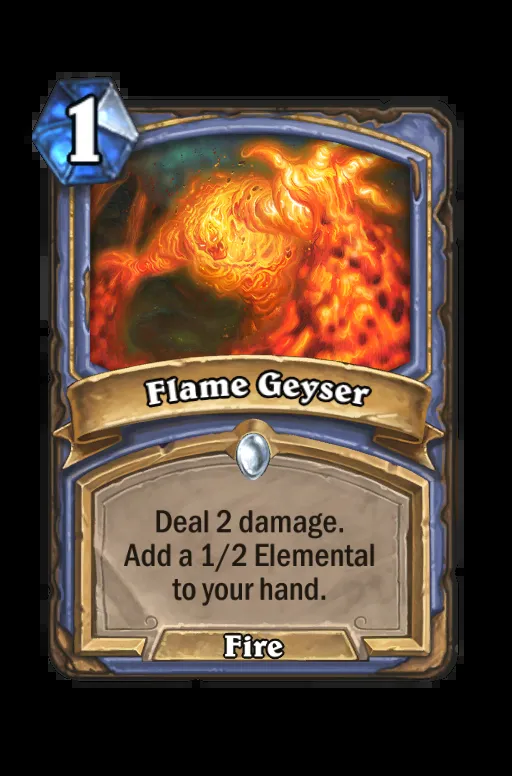 1
Flame Geyser
Deal 2 damage.
Add a 1/2 Elemental
to your hand.
Fire